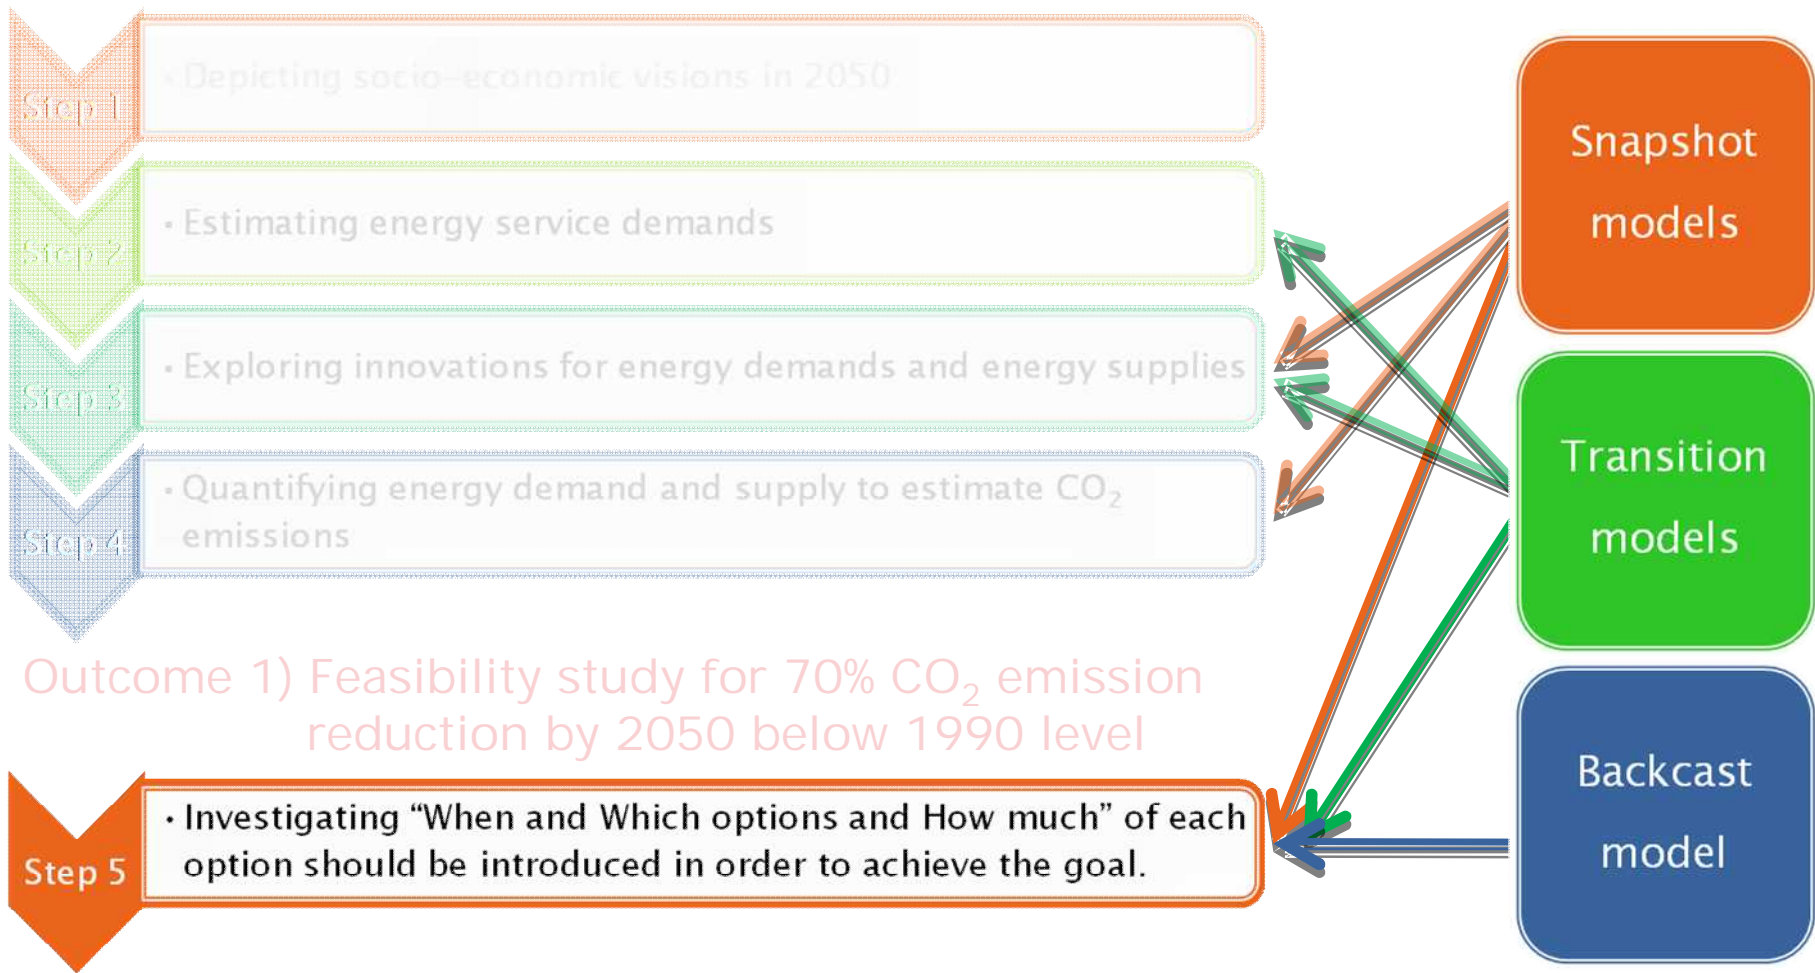 Step 1
• Depicting socio-economic visions in 2050
Step 2
• Estimating energy service demands
Step 3
• Exploring innovations for energy demands and energy supplies
Step 4
• Quantifying energy demand and supply to estimate CO₂
emissions
Outcome 1) Feasibility study for 70% CO₂ emission
reduction by 2050 below 1990 level
Step 5
• Investigating “When and Which options and How much” of each
option should be introduced in order to achieve the goal.
Snapshot
models
Transition
models
Backcast
model